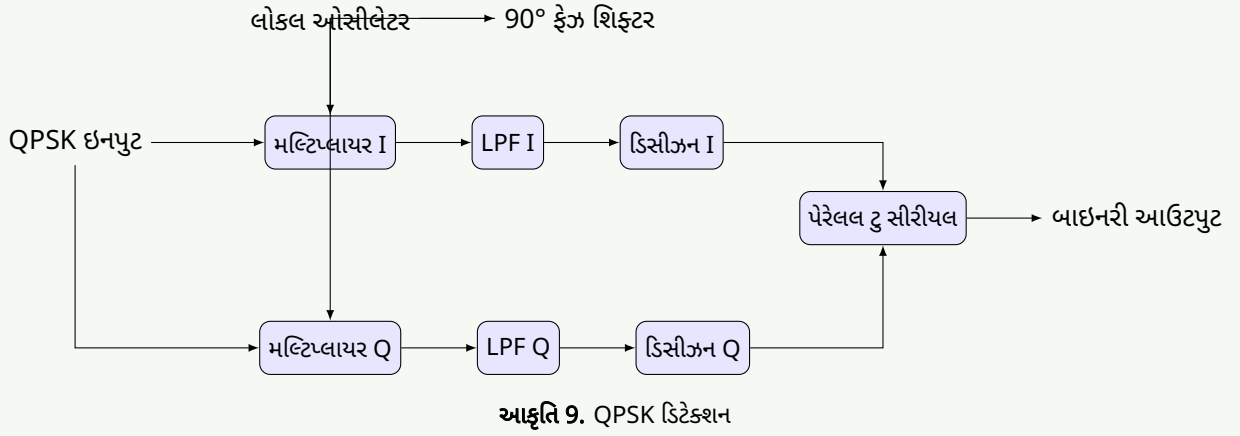 લોકલ ઓસીલેટર
90° ફેઝ શિફ્ટર
QPSK ઇનપુટ
મલ્ટિપ્લાયર I
LPF I
ડિસીઝન I
પેરેલલ ટુ સીરીયલ
બાઇનરી આઉટપુટ
મલ્ટિપ્લાયર Q
LPF Q
ડિસીઝન Q
આકૃતિ 9. QPSK ડિટેક્શન